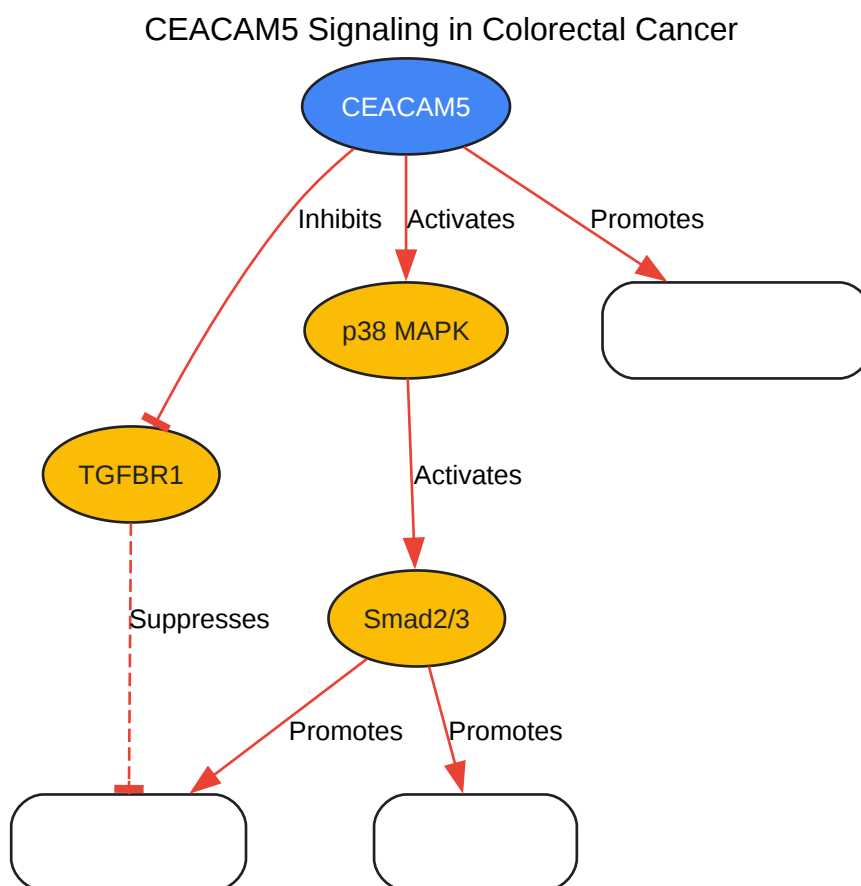 CEACAM5 Signaling in Colorectal Cancer
CEACAM5
Inhibits
Activates
Promotes
p38 MAPK
TGFBR1
Activates
Suppresses
Smad2/3
Promotes
Promotes